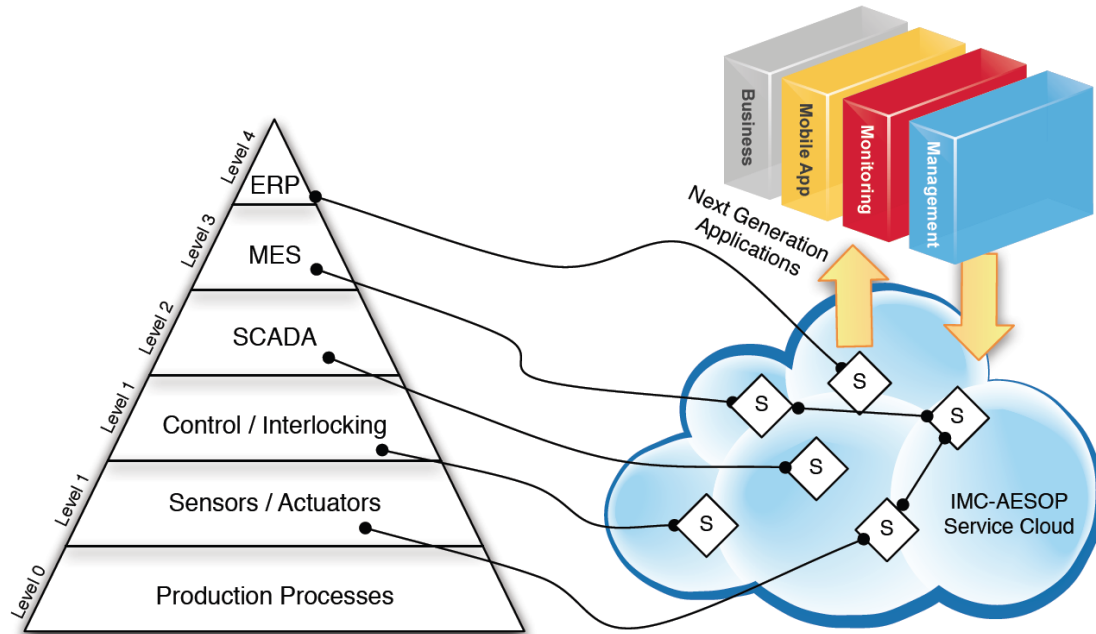 Level 4
ERP
Level 3
MES
Level 2
SCADA
Level 1
Control / Interlocking
Level 1
Sensors / Actuators
Level 0
Production Processes
Business
Mobile App
Monitoring
Management
Next Generation
Applications
S
S
S
S
S
S
IMC-AESOP
Service Cloud